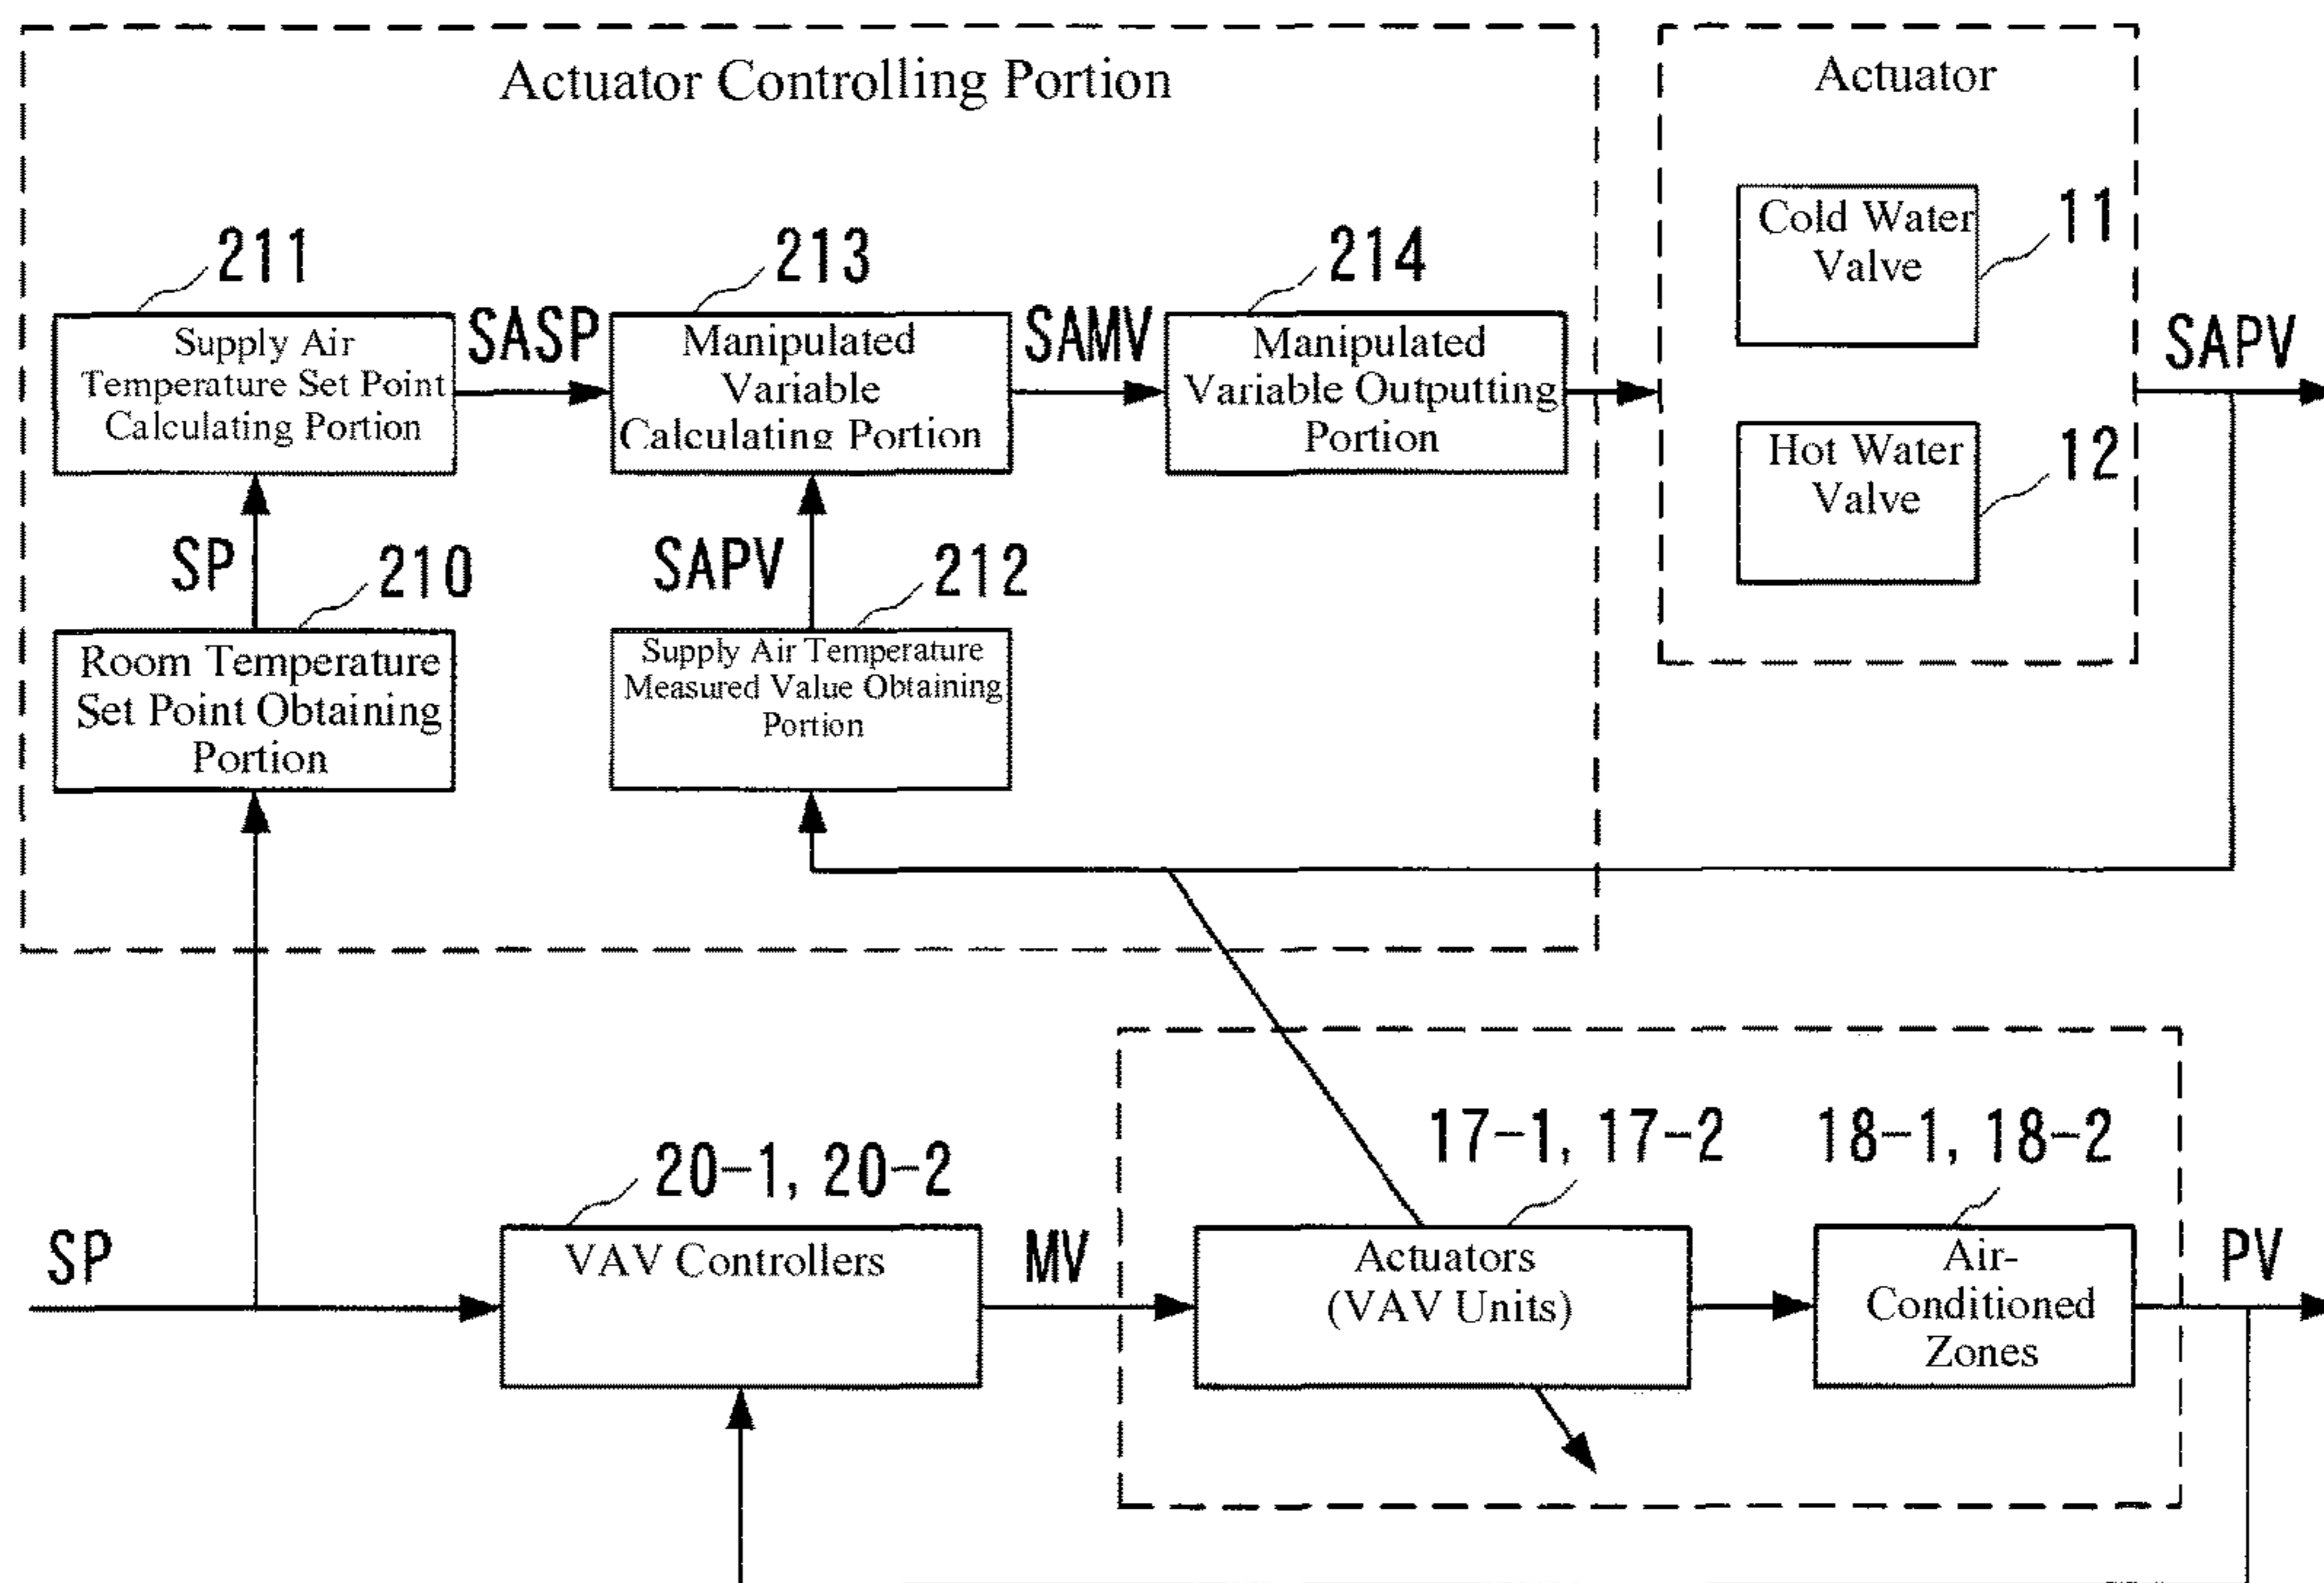 Actuator Controlling Portion
Actuator
Cold Water
Valve
11
211
213
214
Supply Air
Temperature Set Point
Calculating Portion
SASP
Manipulated
Variable
Calculating Portion
SAMV
Manipulated
Variable Outputting
Portion
SAPV
Hot Water
Valve
12
SP
210
SAPV
212
Room Temperature
Set Point Obtaining
Portion
Supply Air Temperature
Measured Value Obtaining
Portion
17-1, 17-2
18-1, 18-2
20-1, 20-2
SP
VAV Controllers
MV
Actuators
(VAV Units)
Air-
Conditioned
Zones
PV